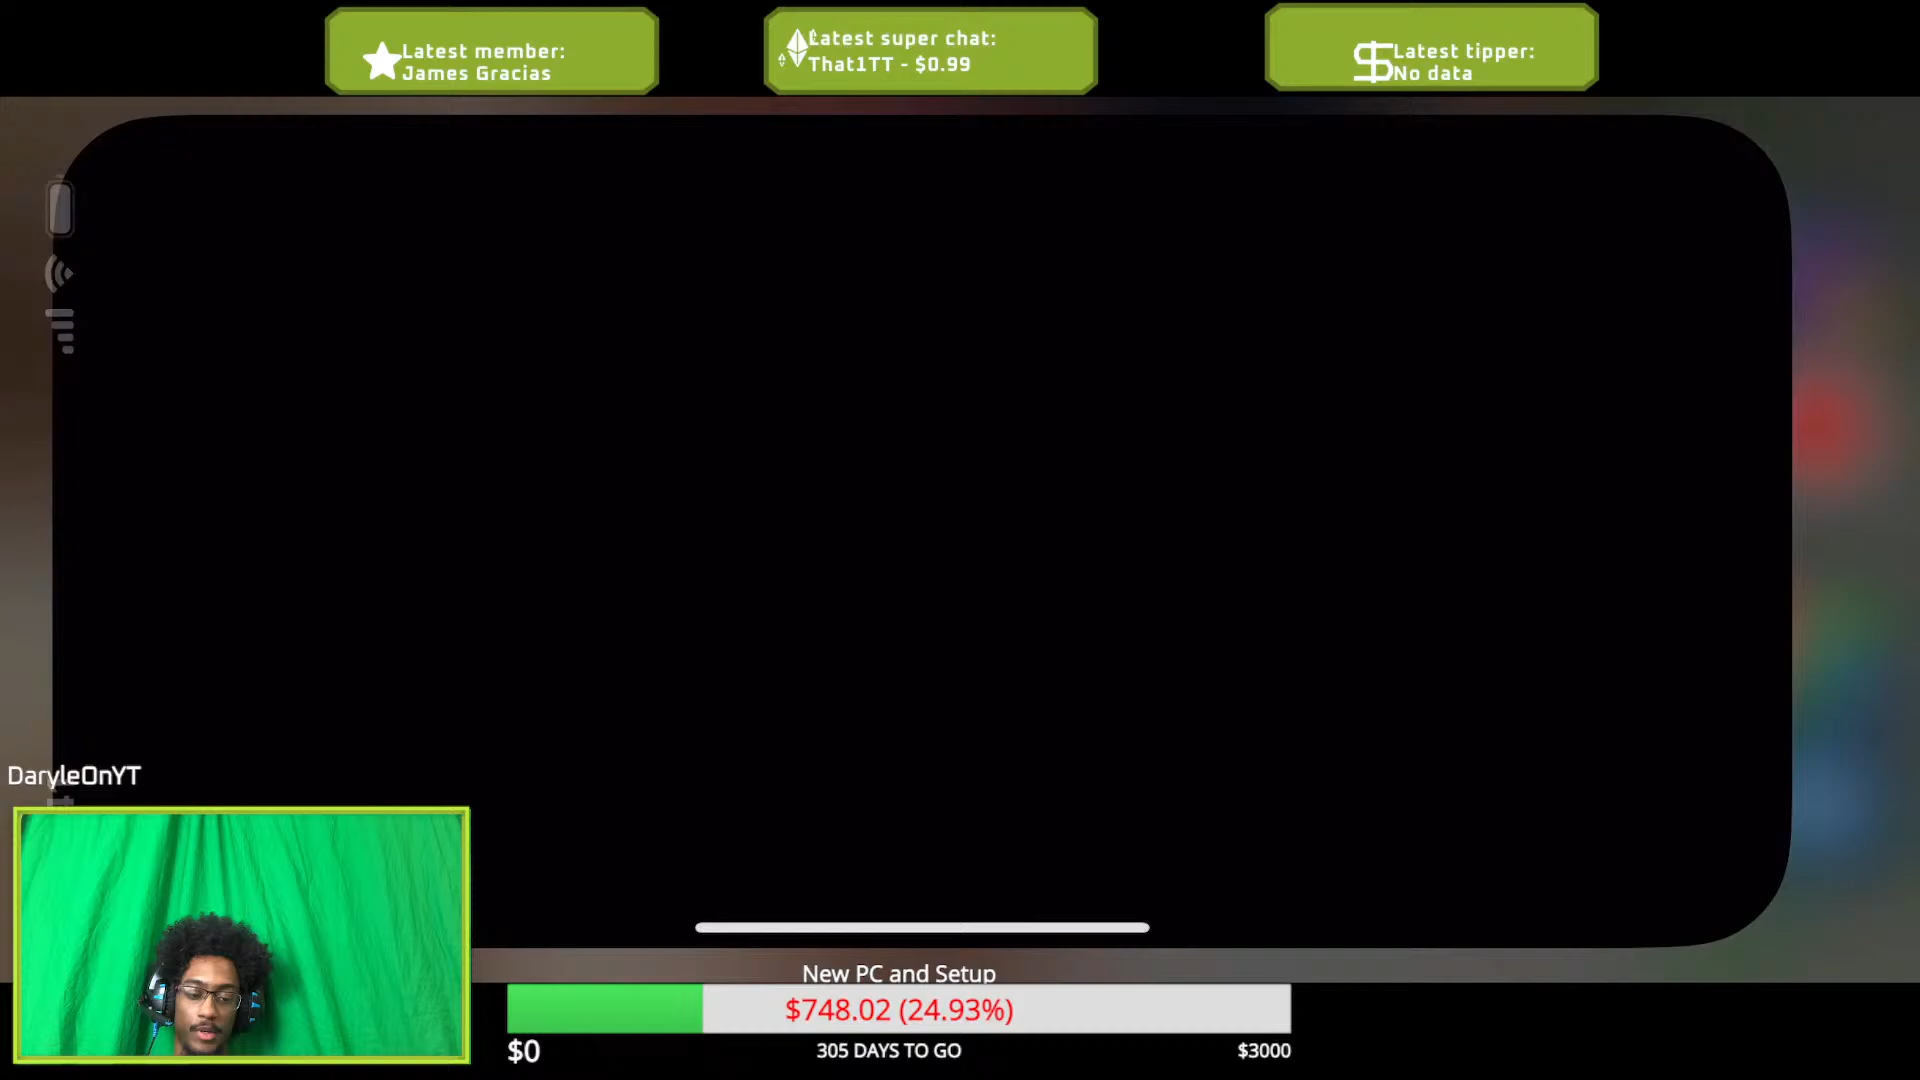 Latest member:
James Gracias
Latest super chat:
That1TT - $0.99
Latest tipper:
No data
DaryleOnYT
New PC and Setup
$748.02 (24.93%)
$0
305 DAYS TO GO
$3000